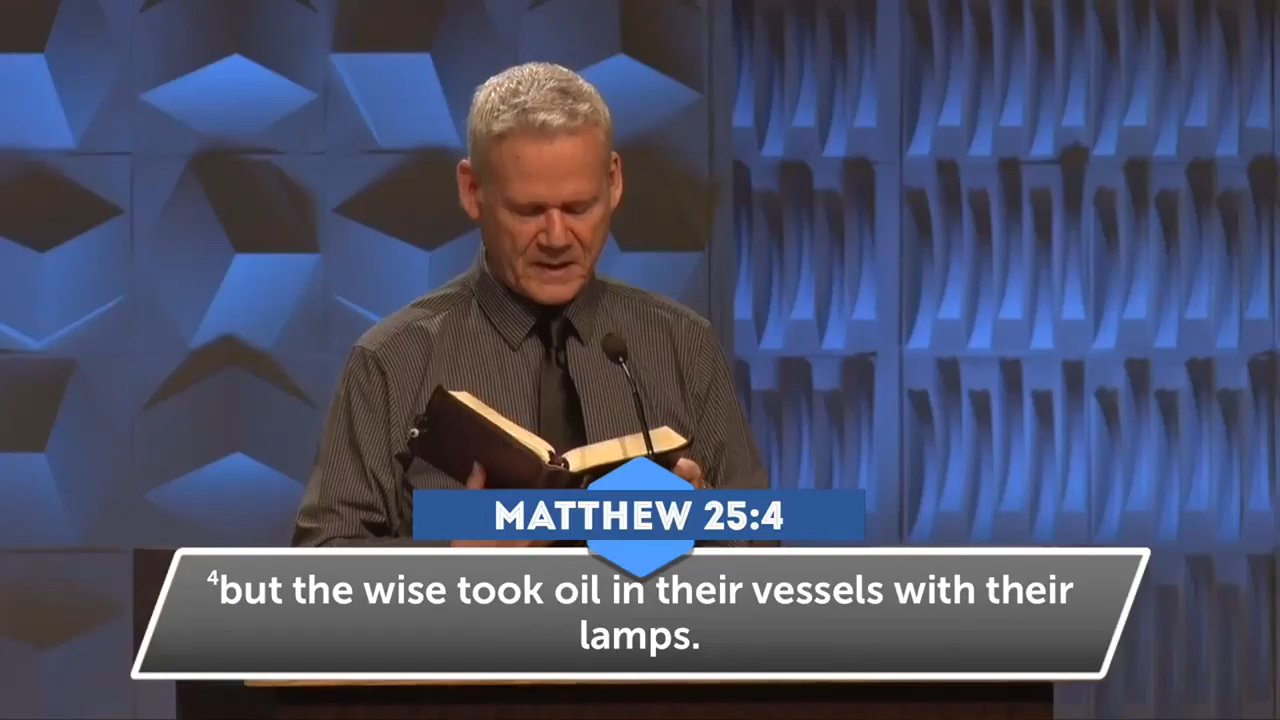 MATTHEW 25:4
⁴but the wise took oil in their vessels with their
lamps.